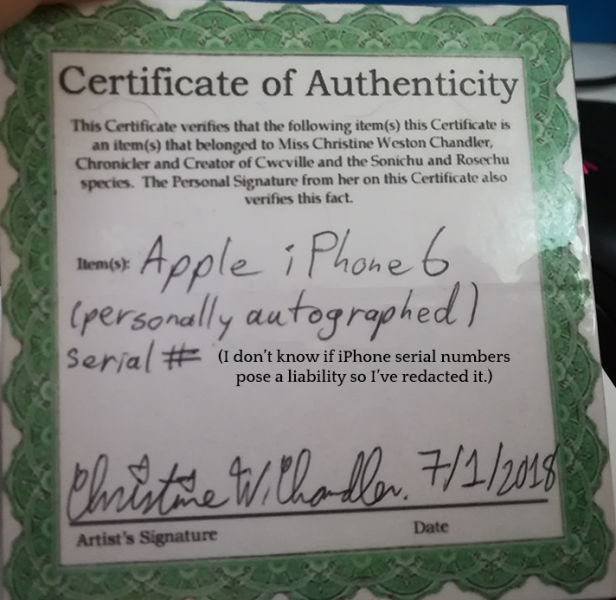 Certificate of Authenticity
This Certificate verifies that the following item(s) this Certificate is
an item(s) that belonged to Miss Christine Weston Chandler,
Chronicler and Creator of Cwcville and the Sonichu and Rosechu
species. The Personal Signature from her on this Certificate also
verifies this fact.
Item(s): Apple iPhone 6
(personally autographed)
Serial # (I don't know if iPhone serial numbers
pose a liability so I've redacted it.)
Christine W. Chandler. 7/1/2018
Artist's Signature Date